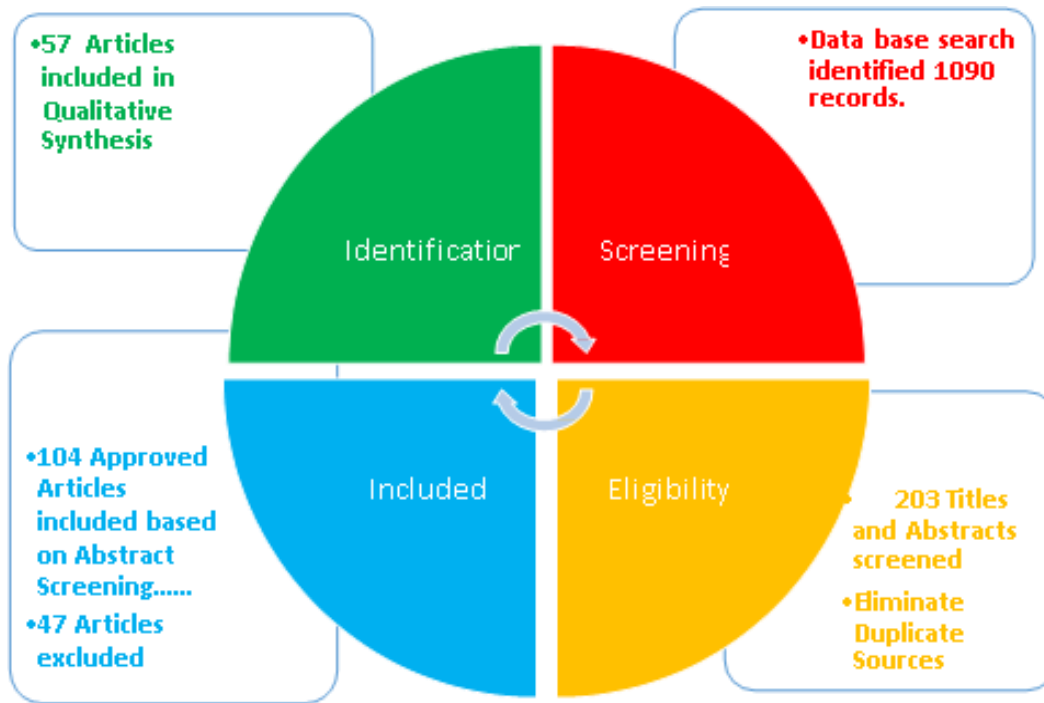 •57 Articles
included in
Qualitative
Synthesis
•Data base search
identified 1090
records.
Identification
Screening
•104 Approved
Articles
included based
on Abstract
Screening......
•47 Articles
excluded
Included
Eligibility
• 203 Titles
and Abstracts
screened
•Eliminate
Duplicate
Sources